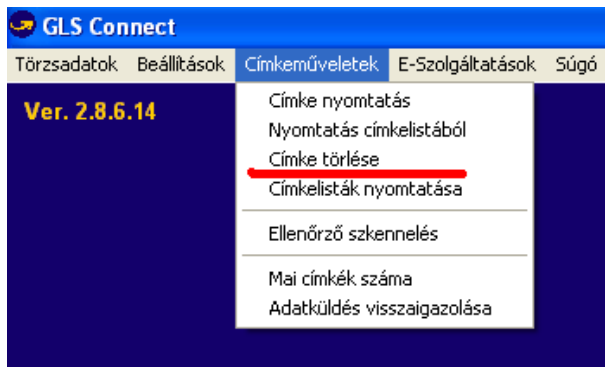 GLS Connect
Törzsadatok Beállítások Címkeműveletek E-Szolgáltatások Súgó
Ver. 2.8.6.14
Címke nyomtatás
Nyomtatás címkelistából
Címke törlése
Címkelisták nyomtatása
Ellenőrző szkennelés
Mai címkék száma
Adatküldés visszaigazolása